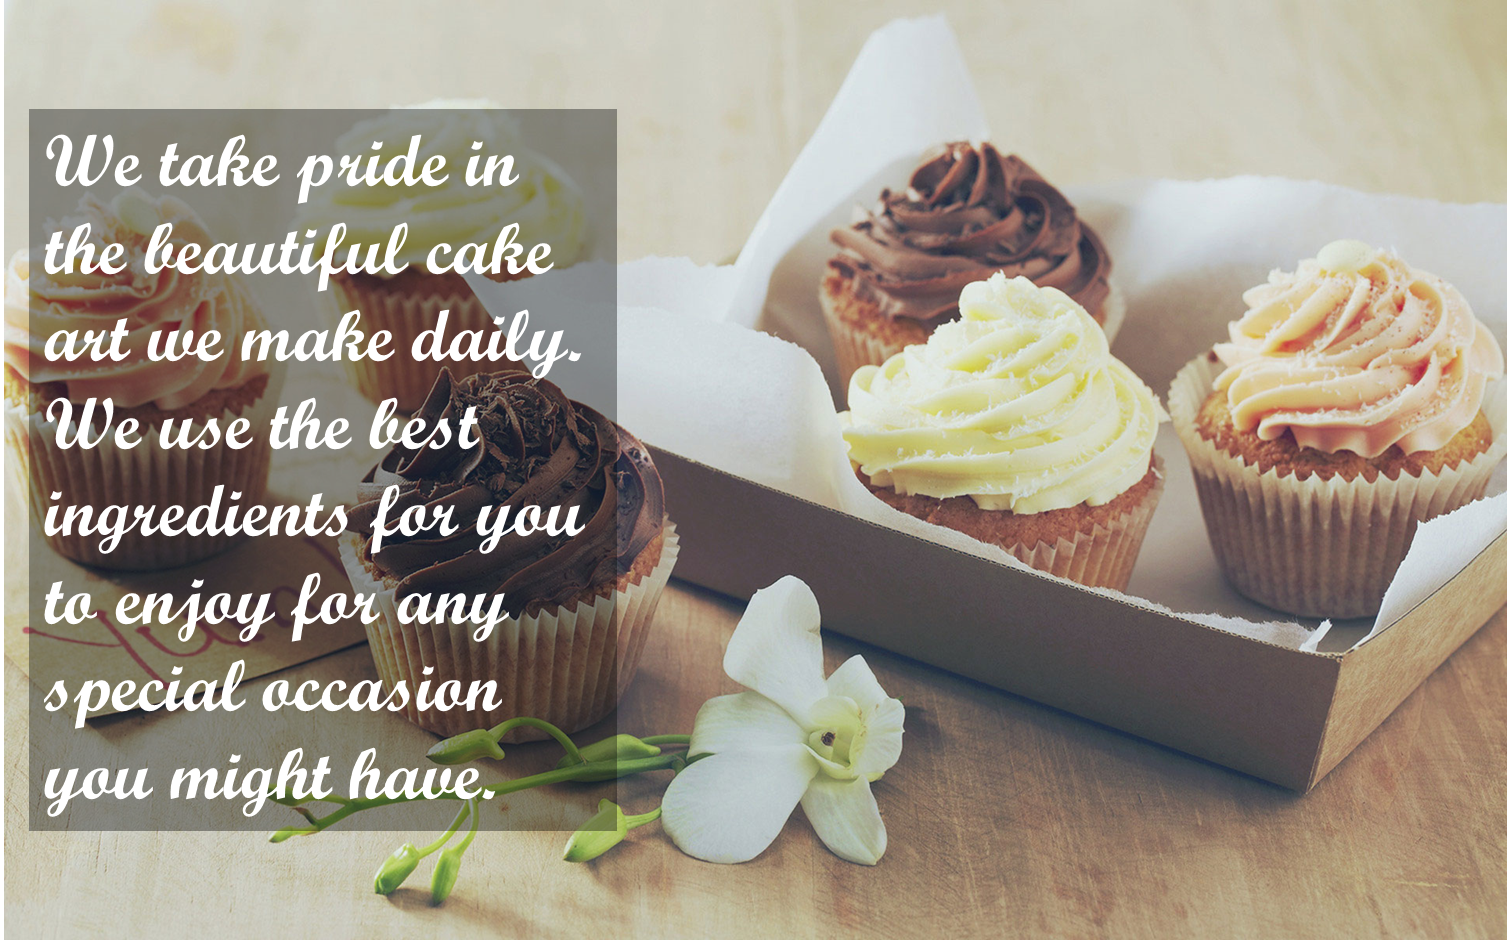 We take pride in
the beautiful cake
art we make daily.
We use the best
ingredients for you
to enjoy for any
special occasion
you might have.